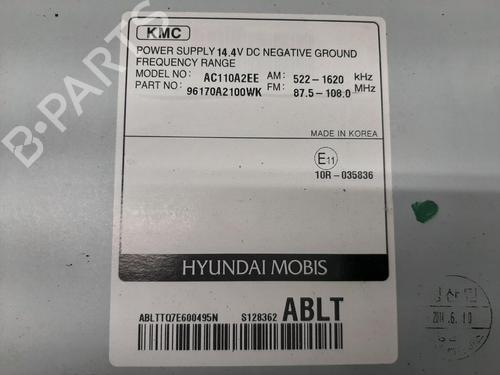 KMC
POWER SUPPLY 14.4V DC NEGATIVE GROUND
FREQUENCY RANGE
MODEL NO: AC110A2EE AM: 522-1620 kHz
PART NO: 96170A2100WK FM: 87.5-108.0 MHz
MADE IN KOREA
E11
10R-035836
HYUNDAI MOBIS
ABLTTQ7E600495N S128362 ABLT
2014.6.10
B-PARTS